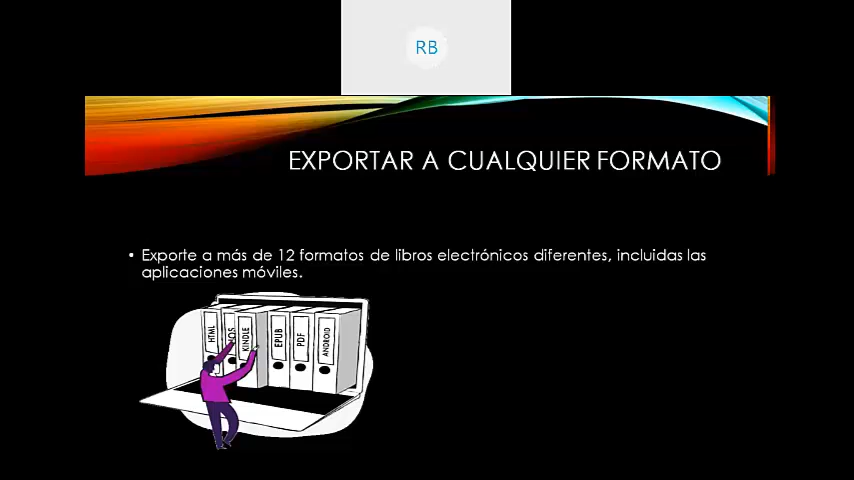 RB
EXPORTAR A CUALQUIER FORMATO
• Exporte a más de 12 formatos de libros electrónicos diferentes, incluidas las
aplicaciones móviles.
HTML
KINDLE
EPUB
PDF
ANDROID